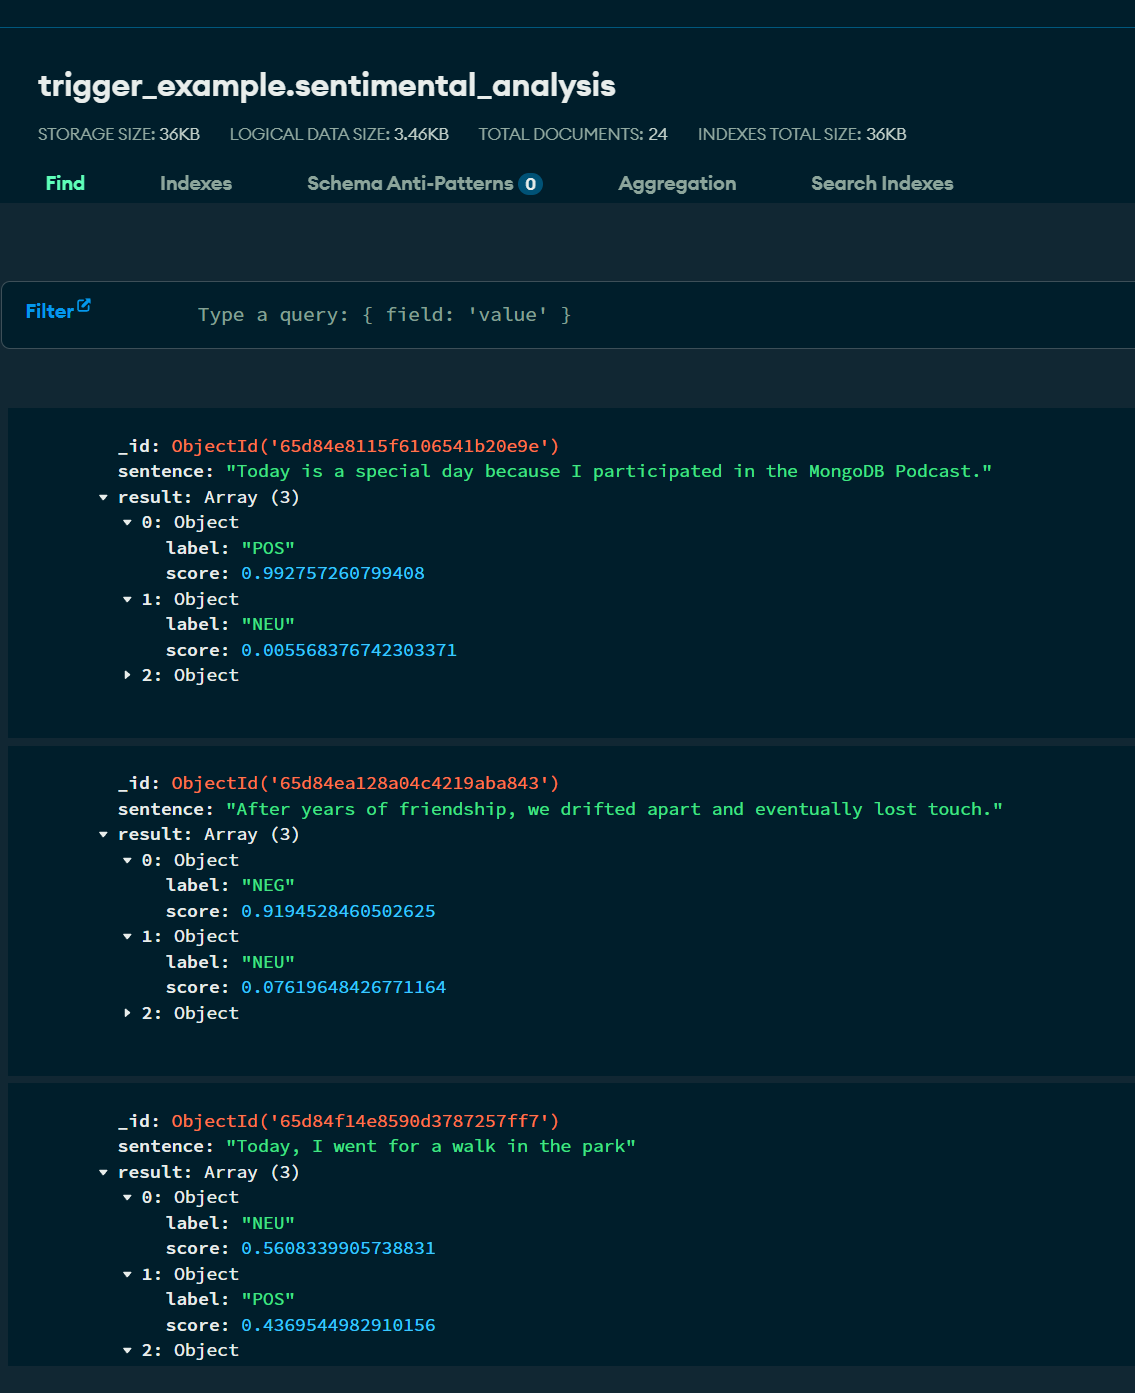 trigger_example.sentimental_analysis
STORAGE SIZE: 36KB LOGICAL DATA SIZE: 3.46KB TOTAL DOCUMENTS: 24 INDEXES TOTAL SIZE: 36KB
Find Indexes Schema Anti-Patterns 0 Aggregation Search Indexes
Filter Type a query: { field: 'value' }
_id: ObjectId('65d84e8115f6106541b20e9e')
sentence: "Today is a special day because I participated in the MongoDB Podcast."
result: Array (3)
0: Object
label: "POS"
score: 0.992757260799408
1: Object
label: "NEU"
score: 0.005568376742303371
2: Object
_id: ObjectId('65d84ea128a04c4219aba843')
sentence: "After years of friendship, we drifted apart and eventually lost touch."
result: Array (3)
0: Object
label: "NEG"
score: 0.9194528460502625
1: Object
label: "NEU"
score: 0.07619648426771164
2: Object
_id: ObjectId('65d84f14e8590d3787257ff7')
sentence: "Today, I went for a walk in the park"
result: Array (3)
0: Object
label: "NEU"
score: 0.5608339905738831
1: Object
label: "POS"
score: 0.4369544982910156
2: Object